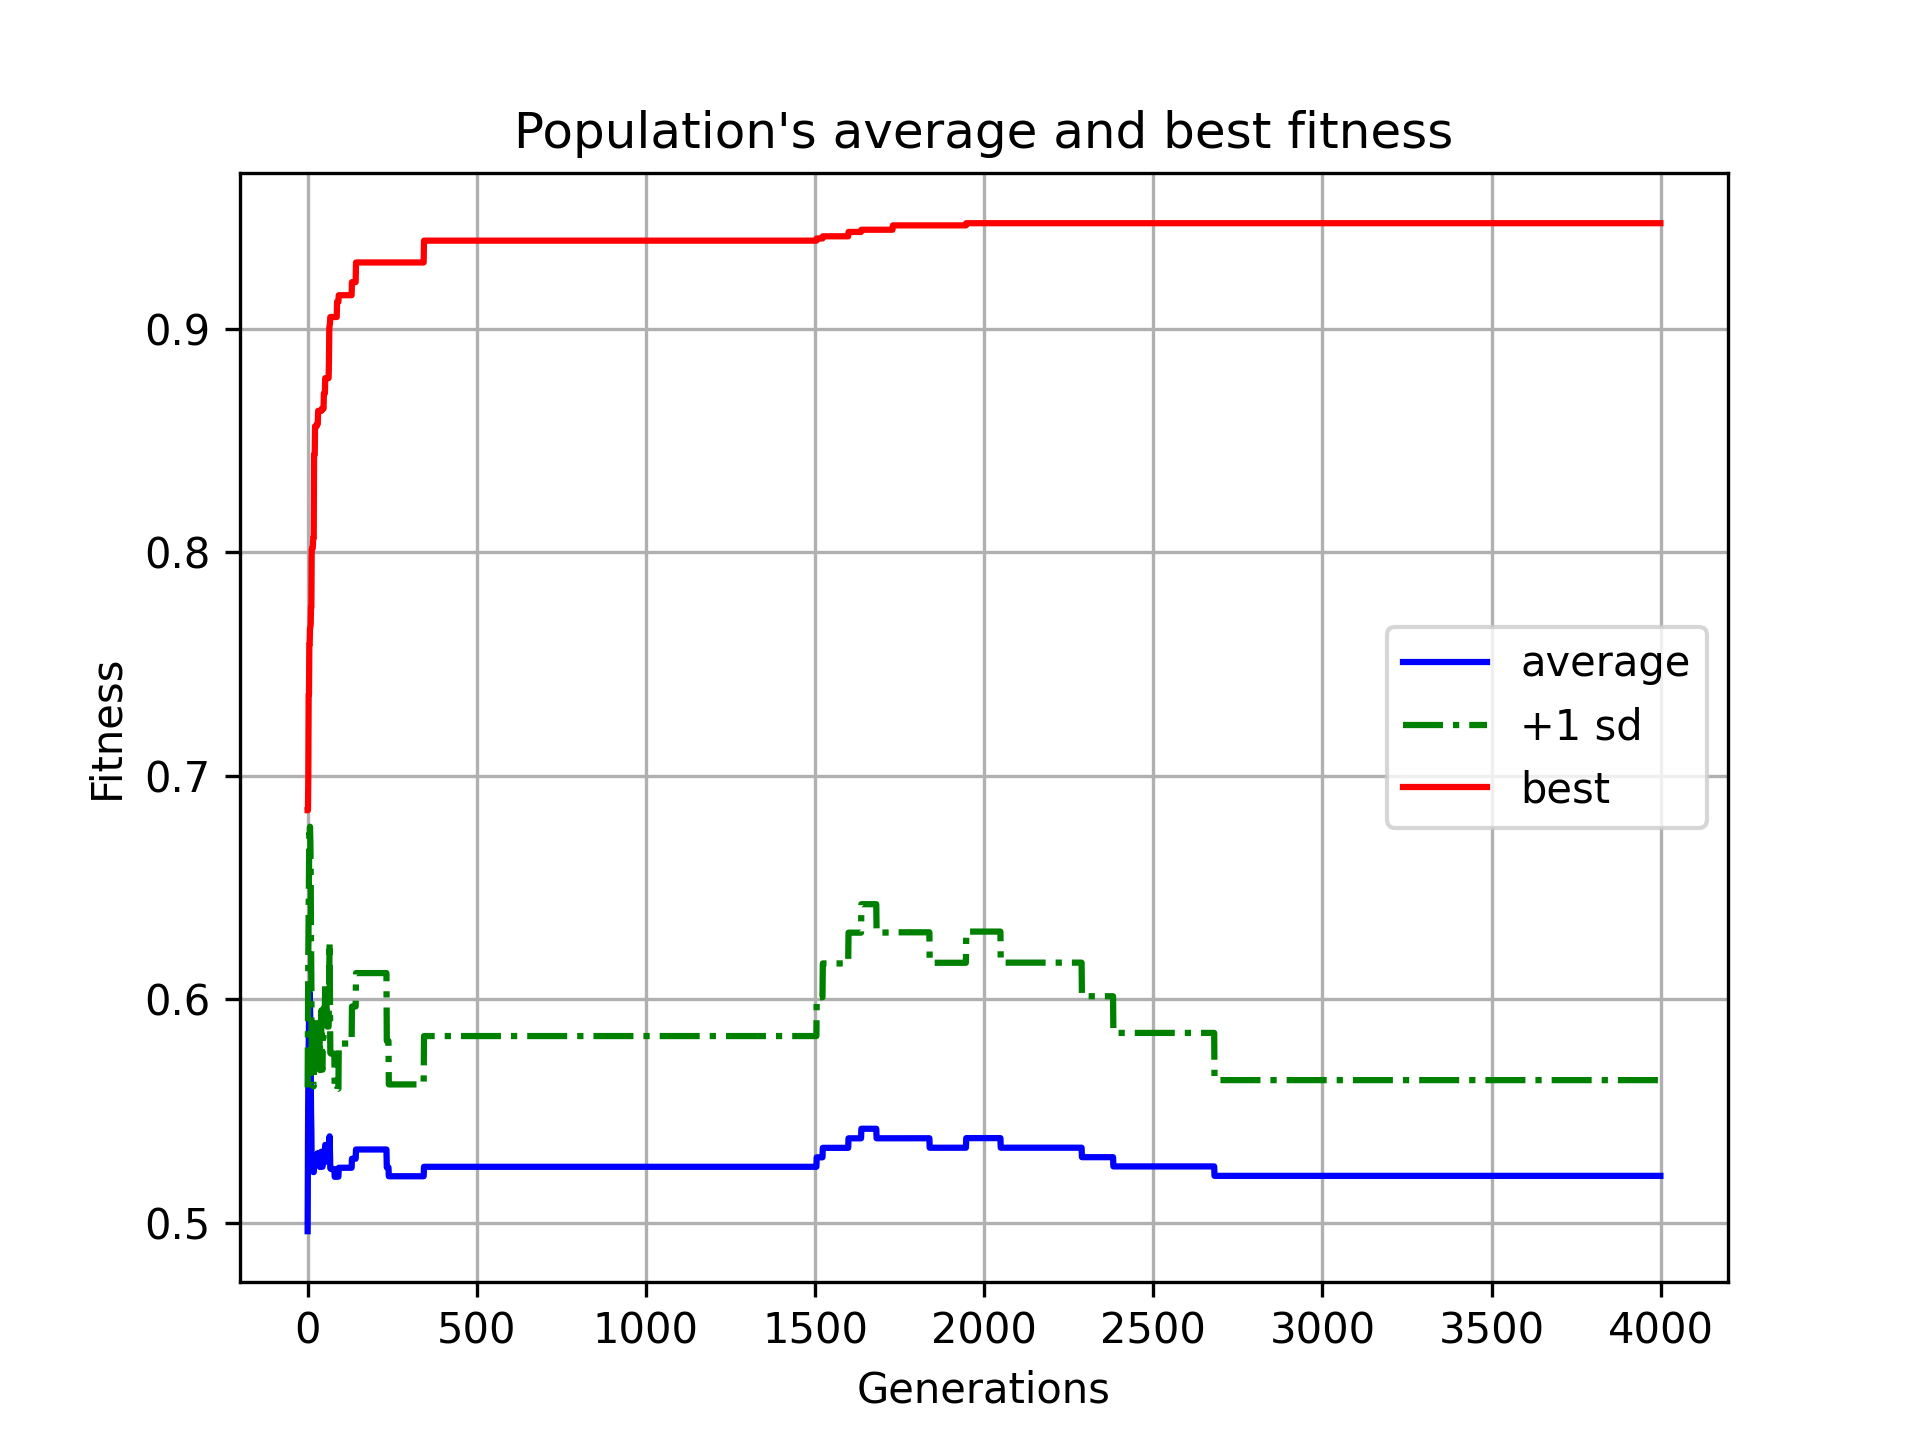 Population's average and best fitness
Fitness
0.9
0.8
0.7
0.6
0.5
average
+1 sd
best
0 500 1000 1500 2000 2500 3000 3500 4000
Generations